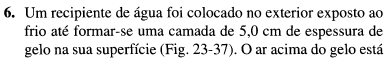 6. Um recipiente de água foi colocado no exterior exposto ao
frio até formar-se uma camada de 5,0 cm de espessura de
gelo na sua superfície (Fig. 23-37). O ar acima do gelo está